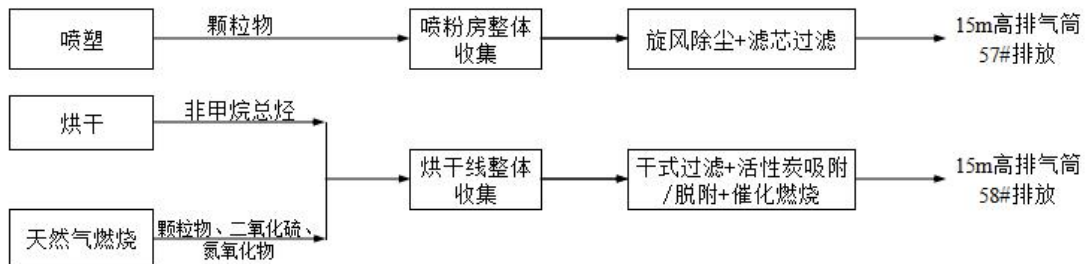 喷塑
颗粒物
喷粉房整体
收集
旋风除尘+滤芯过滤
15m高排气筒
57#排放
烘干
非甲烷总烃
烘干线整体
收集
干式过滤+活性炭吸附
/脱附+催化燃烧
15m高排气筒
58#排放
天然气燃烧
颗粒物、二氧化硫、
氮氧化物